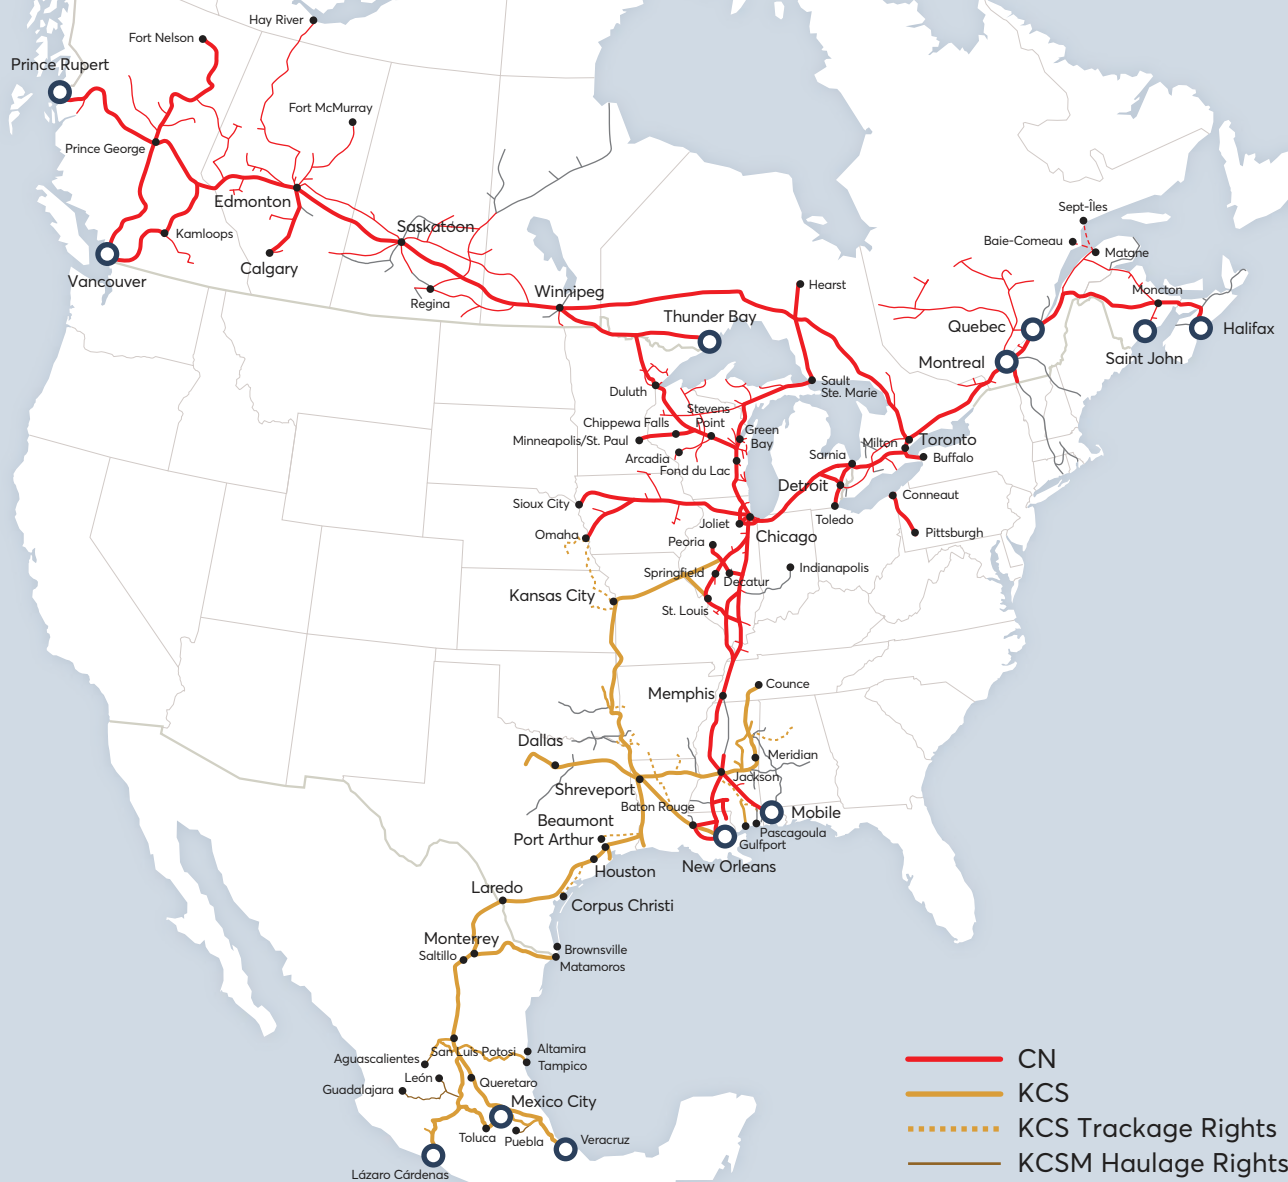 Hay River
Fort Nelson
Prince Rupert
Fort McMurray
Prince George
Edmonton
Kamloops
Saskatoon
Calgary
Vancouver
Regina
Winnipeg
Thunder Bay
Hearst
Sept-Îles
Baie-Comeau
Matane
Moncton
Quebec
Halifax
Montreal
Saint John
Duluth
Sault
Ste. Marie
Stevens
Point
Chippewa Falls
Green
Bay
Minneapolis/St. Paul
Milton
Toronto
Arcadia
Sarnia
Buffalo
Fond du Lac
Detroit
Conneaut
Sioux City
Joliet
Toledo
Omaha
Chicago
Pittsburgh
Peoria
Springfield
Decatur
Indianapolis
Kansas City
St. Louis
Memphis
Counce
Dallas
Meridian
Jackson
Shreveport
Baton Rouge
Mobile
Beaumont
Pascagoula
Port Arthur
Gulfport
New Orleans
Houston
Laredo
Corpus Christi
Monterrey
Saltillo
Brownsville
Matamoros
San Luis Potosi
Altamira
Aguascalientes
Tampico
León
Queretaro
Guadalajara
Mexico City
Toluca
Puebla
Veracruz
Lázaro Cárdenas
CN
KCS
KCS Trackage Rights
KCSM Haulage Rights